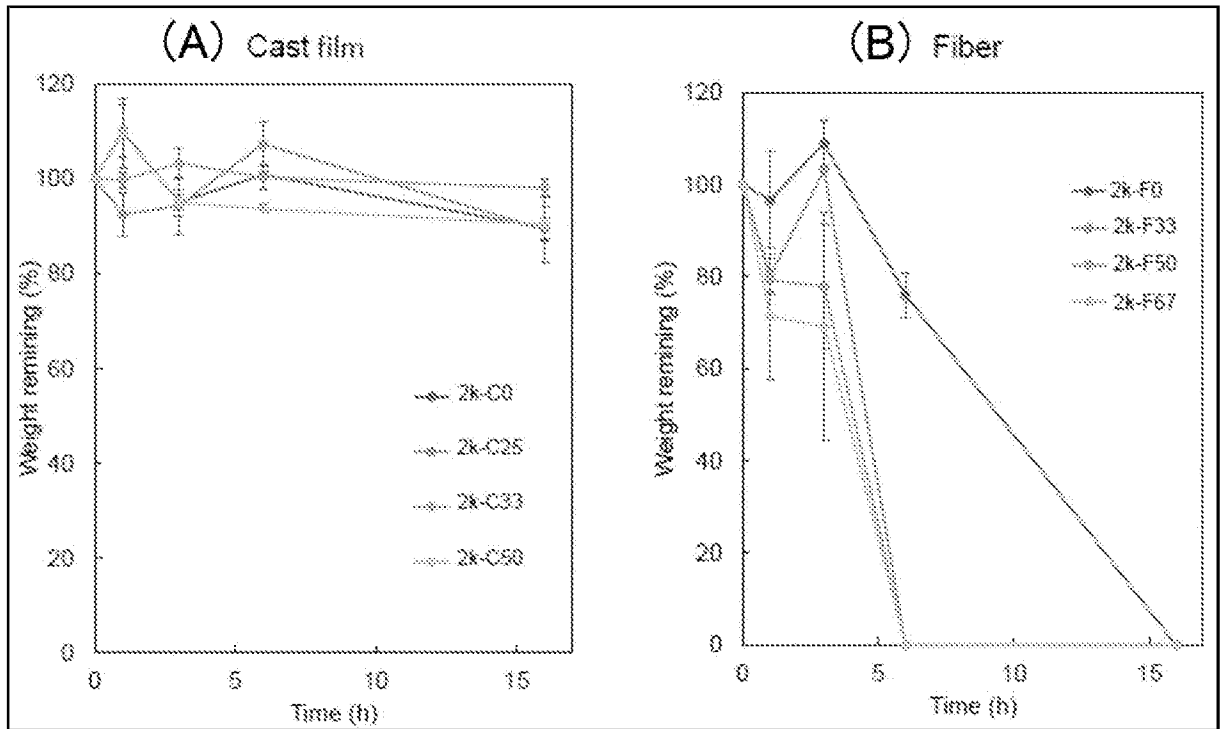 (A) Cast film
120
100
80
60
40
20
0
Weight remining (%)
0 5 10 15
Time (h)
2k-C0
2k-C25
2k-C33
2k-C50
(B) Fiber
120
100
80
60
40
20
0
Weight remining (%)
0 5 10 15
Time (h)
2k-F0
2k-F33
2k-F50
2k-F67